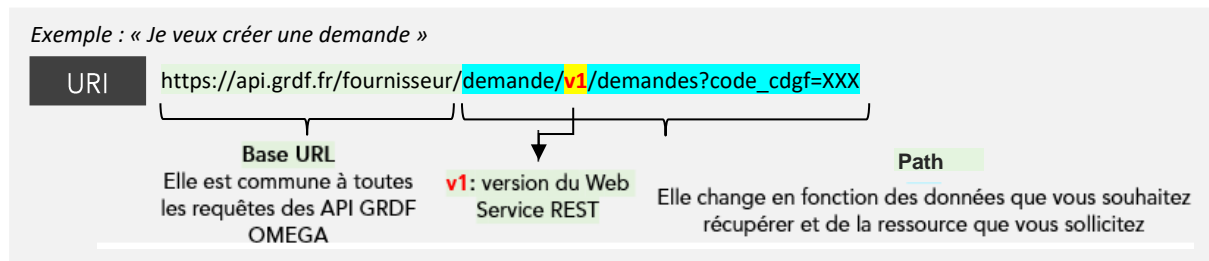 Exemple : « Je veux créer une demande »
URI
https://api.grdf.fr/fournisseur/demande/v1/demandes?code_cdgf=XXX
Base URL
Elle est commune à toutes
les requêtes des API GRDF
OMEGA
v1: version du Web
Service REST
Path
Elle change en fonction des données que vous souhaitez
récupérer et de la ressource que vous sollicitez